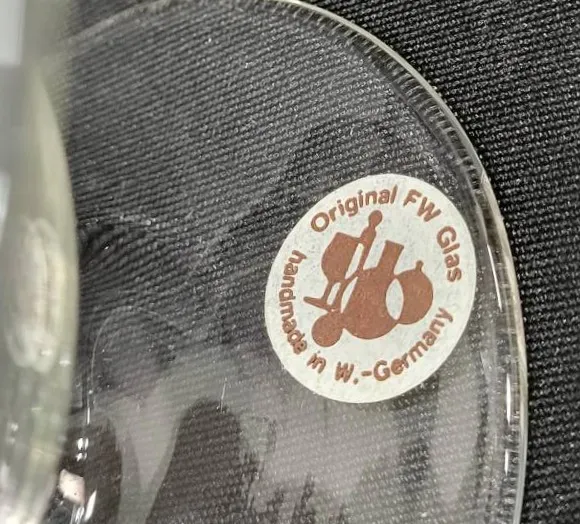 Original FW Glas
handmade in W.-Germany